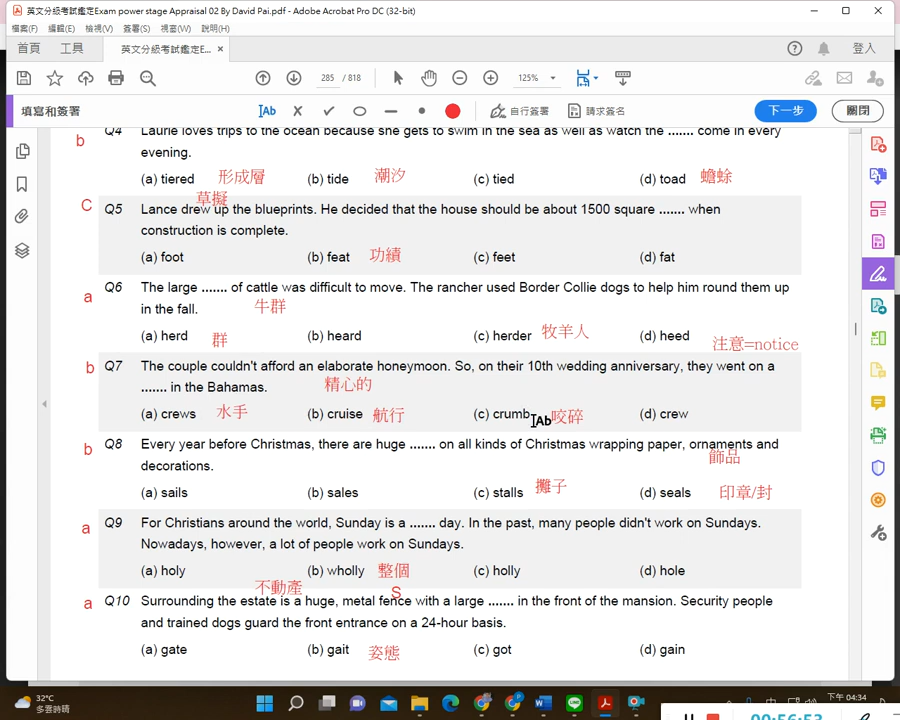 英文分級考試鑑定Exam power stage Appraisal 02 By David Pai.pdf - Adobe Acrobat Pro DC (32-bit)
檔案(F) 編輯(E) 檢視(V) 簽署(S) 視窗(W) 說明(H)
首頁 工具 英文分級考試鑑定E... × 登入
285 / 818 125%
填寫和簽署 Ab 自行簽署 請求簽名 下一步 關閉
b Q4 Laurie loves trips to the ocean because she gets to swim in the sea as well as watch the ....... come in every
evening.
(a) tiered 形成層 (b) tide 潮汐 (c) tied (d) toad 蟾蜍
草擬
C Q5 Lance drew up the blueprints. He decided that the house should be about 1500 square ....... when
construction is complete.
(a) foot (b) feat 功績 (c) feet (d) fat
a Q6 The large ....... of cattle was difficult to move. The rancher used Border Collie dogs to help him round them up
in the fall. 牛群
(a) herd 群 (b) heard (c) herder 牧羊人 (d) heed 注意=notice
b Q7 The couple couldn't afford an elaborate honeymoon. So, on their 10th wedding anniversary, they went on a
....... in the Bahamas. 精心的
(a) crews 水手 (b) cruise 航行 (c) crumb Ab 咬碎 (d) crew
b Q8 Every year before Christmas, there are huge ....... on all kinds of Christmas wrapping paper, ornaments and
decorations. 飾品
(a) sails (b) sales (c) stalls 攤子 (d) seals 印章/封
a Q9 For Christians around the world, Sunday is a ....... day. In the past, many people didn't work on Sundays.
Nowadays, however, a lot of people work on Sundays.
(a) holy (b) wholly 整個 (c) holly (d) hole
不動產 S
a Q10 Surrounding the estate is a huge, metal fence with a large ....... in the front of the mansion. Security people
and trained dogs guard the front entrance on a 24-hour basis.
(a) gate (b) gait 姿態 (c) got (d) gain
32°C
多雲時晴
下午 04:34
00:56:53